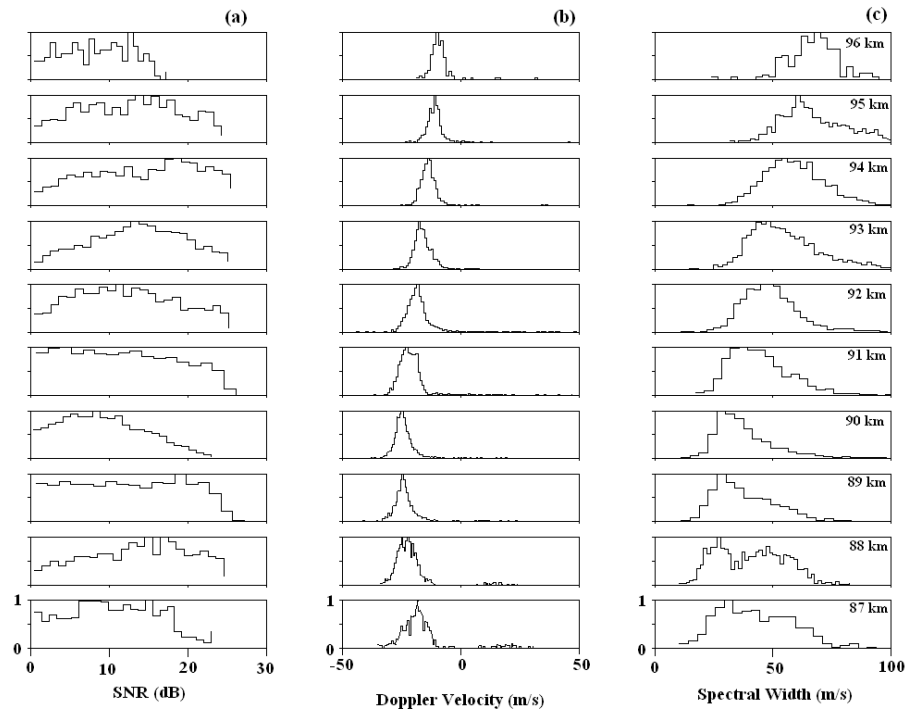 (a) (b) (c)
96 km
95 km
94 km
93 km
92 km
91 km
90 km
89 km
88 km
87 km
1 1
0 0
0 10 20 30 -50 0 50 0 50 100
SNR (dB) Doppler Velocity (m/s) Spectral Width (m/s)